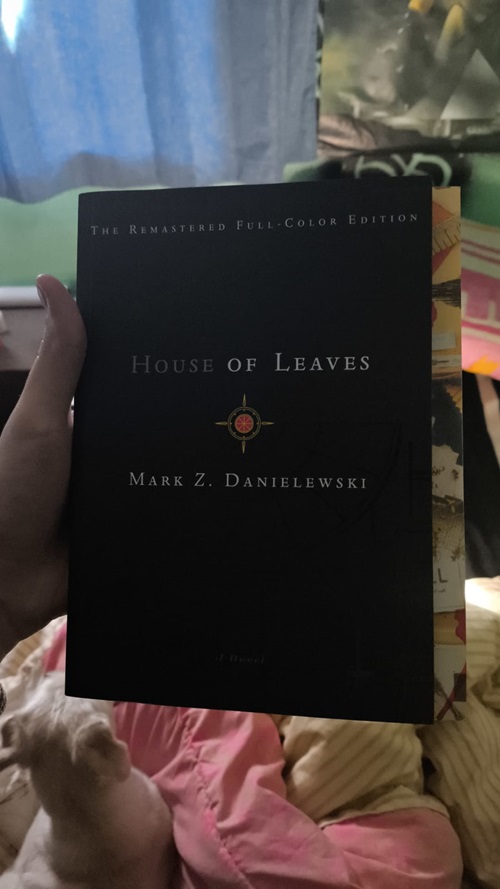 The Remastered Full-Color Edition
House of Leaves
Mark Z. Danielewski
a novel